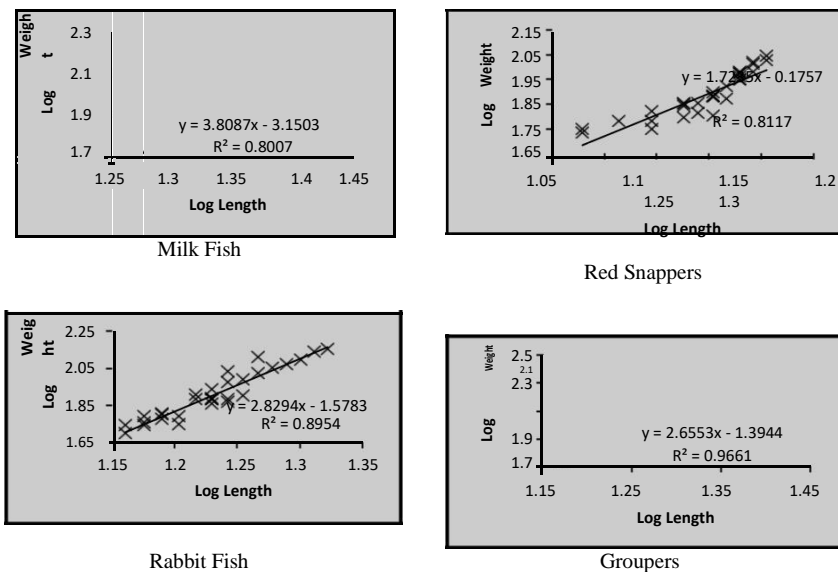 Weigh
t
Log
2.3
2.1
1.9
1.7
y = 3.8087x - 3.1503
R² = 0.8007
1.25 1.3 1.35 1.4 1.45
Log Length
Milk Fish
Log Weight
2.15
2.05
1.95
1.85
1.75
1.65
x - 0.1757
R² = 0.8117
1.05 1.1 1.15 1.2
1.25 1.3
Log Length
Red Snappers
Weig
ht
Log
2.25
2.05
1.85
1.65
y = 2.8294x - 1.5783
R² = 0.8954
1.15 1.2 1.25 1.3 1.35
Log Length
Rabbit Fish
Log Weight
2.5
2.1
2.3
1.9
1.7
y = 2.6553x - 1.3944
R² = 0.9661
1.15 1.25 1.35 1.45
Log Length
Groupers